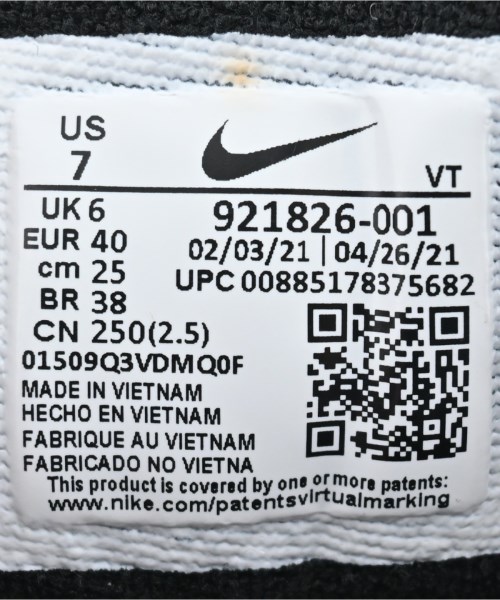 US
7
VT
UK 6
EUR 40
cm 25
BR 38
CN 250(2.5)
921826-001
02/03/21 | 04/26/21
UPC 00885178375682
01509Q3VDMQ0F
MADE IN VIETNAM
HECHO EN VIETNAM
FABRIQUE AU VIETNAM
FABRICADO NO VIETNA
This product is covered by one or more patents:
www.nike.com/patentsvirtualmarking